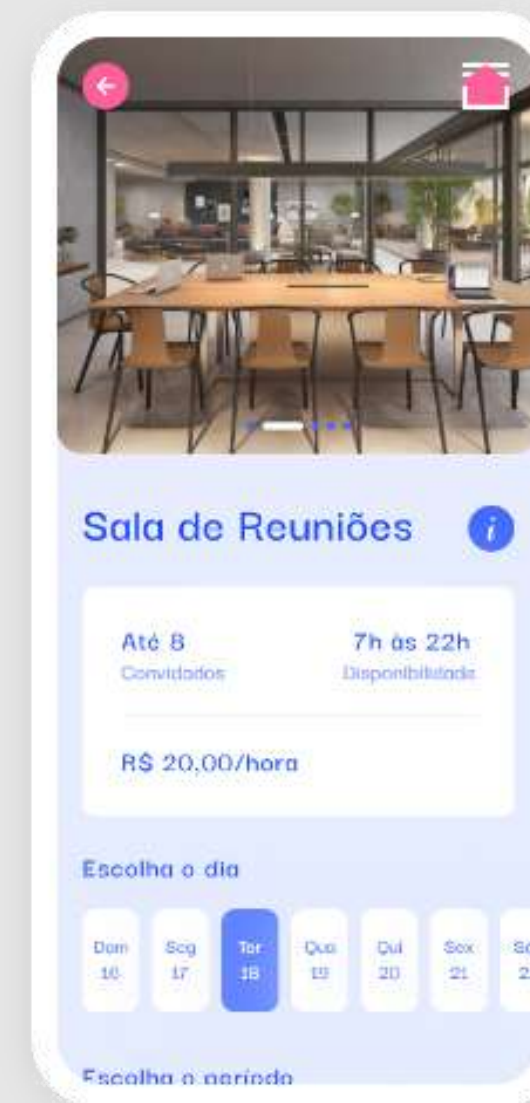 Sala de Reuniões
i
Até 8 7h às 22h
Convidados Disponibilidade
R$ 20,00/hora
Escolha o dia
Dom Seg Ter Qua Qui Sex
16 17 18 19 20 21
Escolha o período